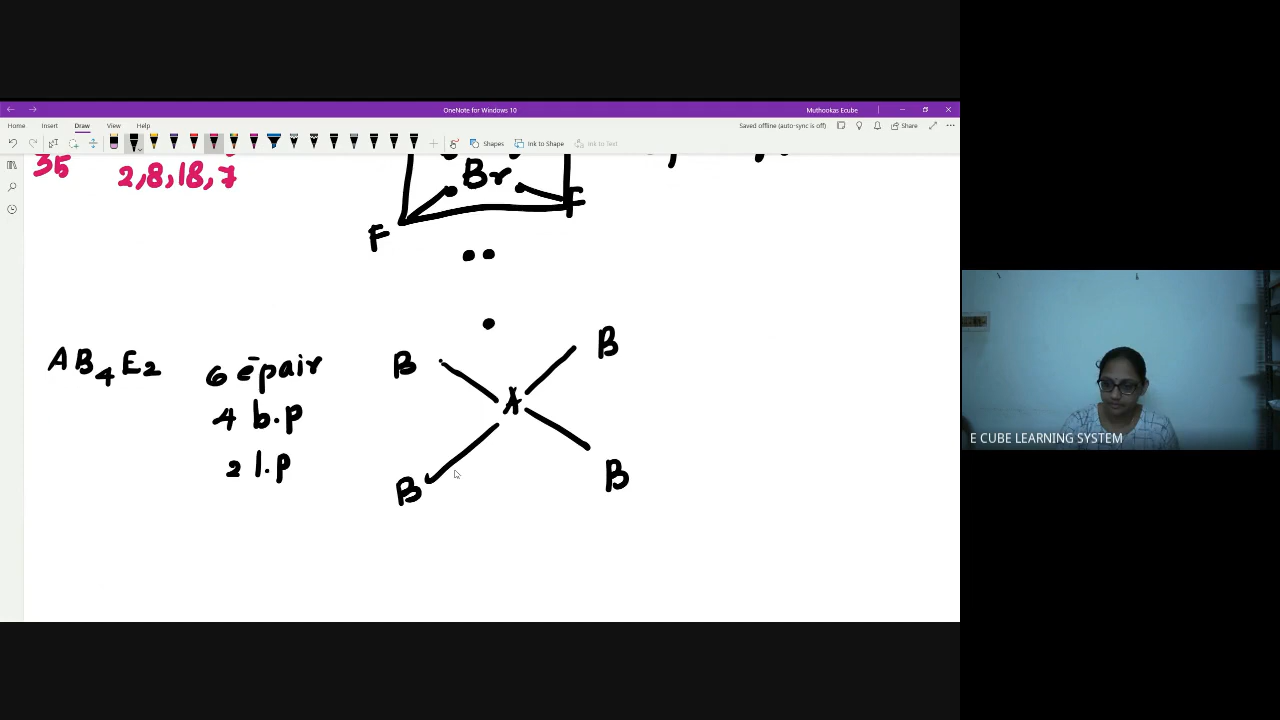 OneNote for Windows 10
Muthookas Ecube
Home Insert Draw View Help
Saved offline (auto-sync is off)
Share
Shapes
Ink to Shape
Ink to Text
35 2,8,18,7
Br
F
F
AB4E2
6 ēpair
4 b.p
2 l.p
B B
A
B B
E CUBE LEARNING SYSTEM